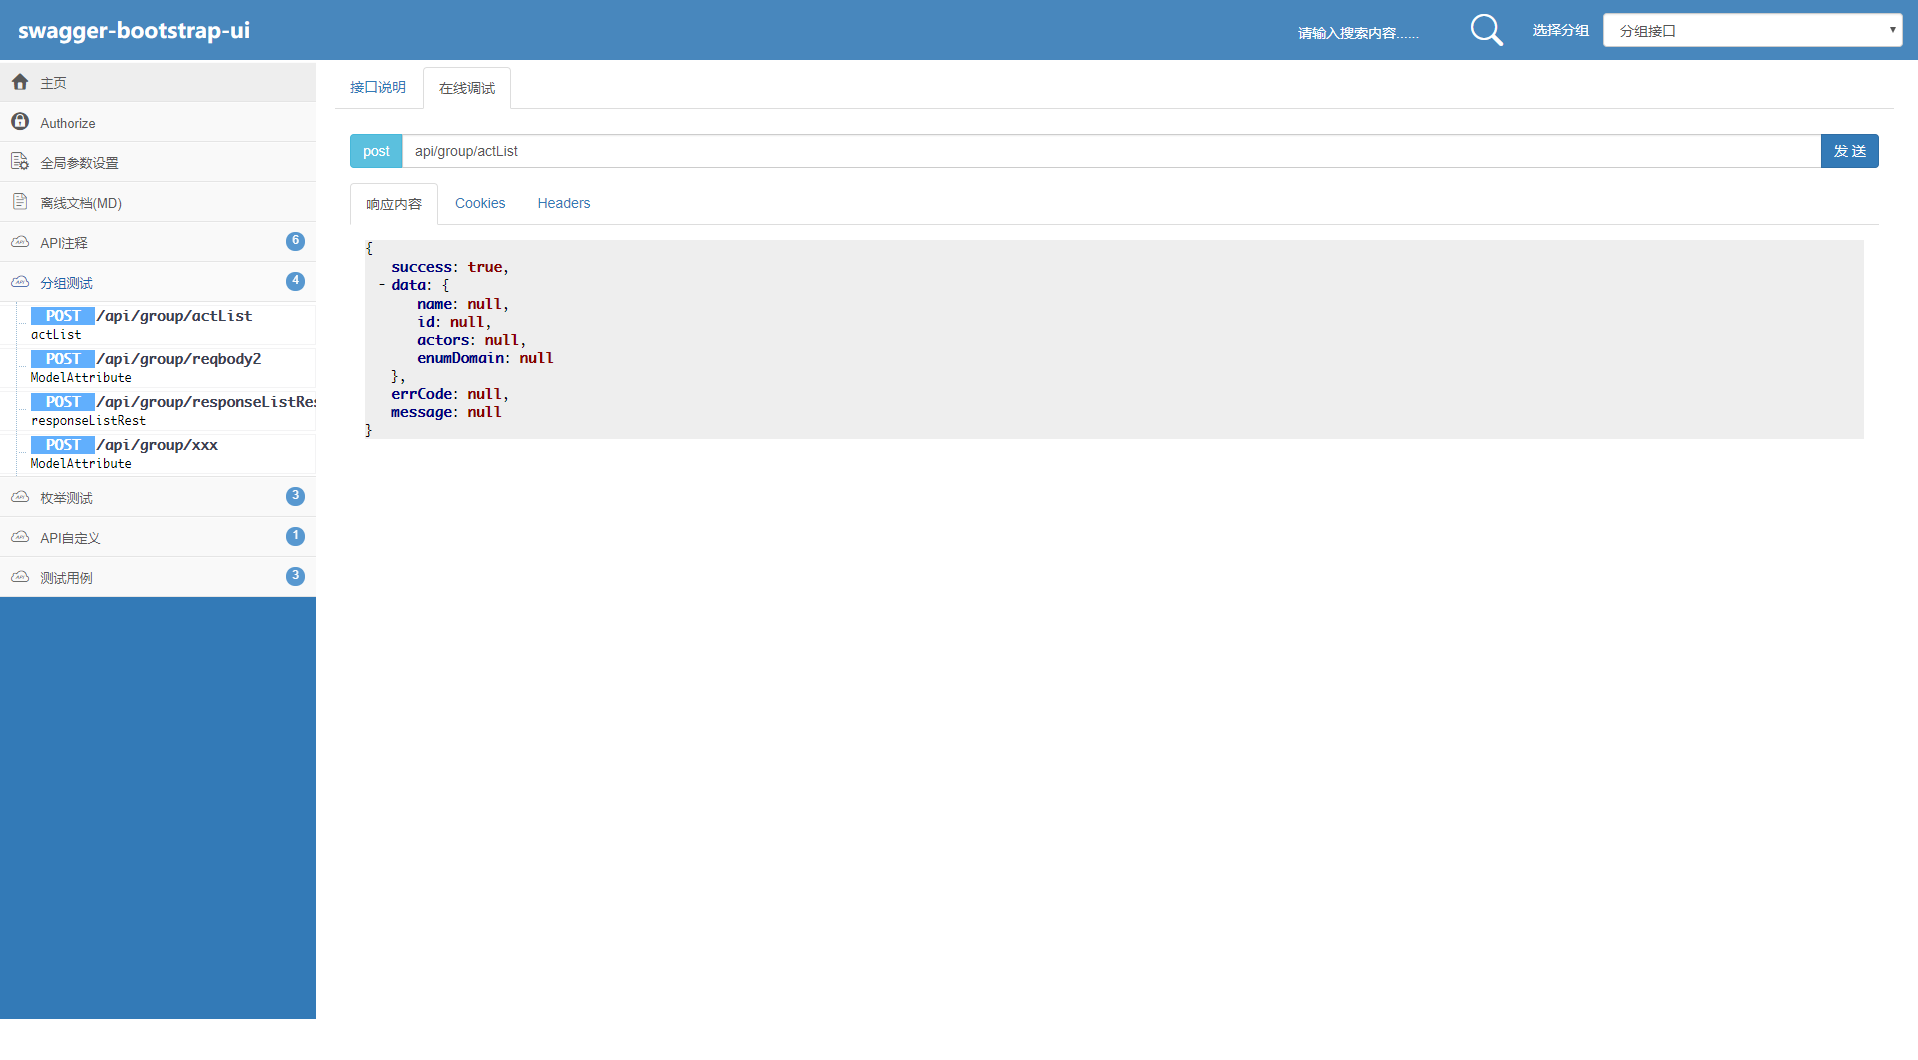 swagger-bootstrap-ui
请输入搜索内容......
选择分组
分组接口
主页
Authorize
全局参数设置
离线文档(MD)
API注释
6
分组测试
4
POST /api/group/actList
actList
POST /api/group/reqbody2
ModelAttribute
POST /api/group/responseListRes
responseListRest
POST /api/group/xxx
ModelAttribute
枚举测试
3
API自定义
1
测试用例
3
接口说明
在线调试
post
api/group/actList
发 送
响应内容
Cookies
Headers
{
success: true,
- data: {
name: null,
id: null,
actors: null,
enumDomain: null
},
errCode: null,
message: null
}